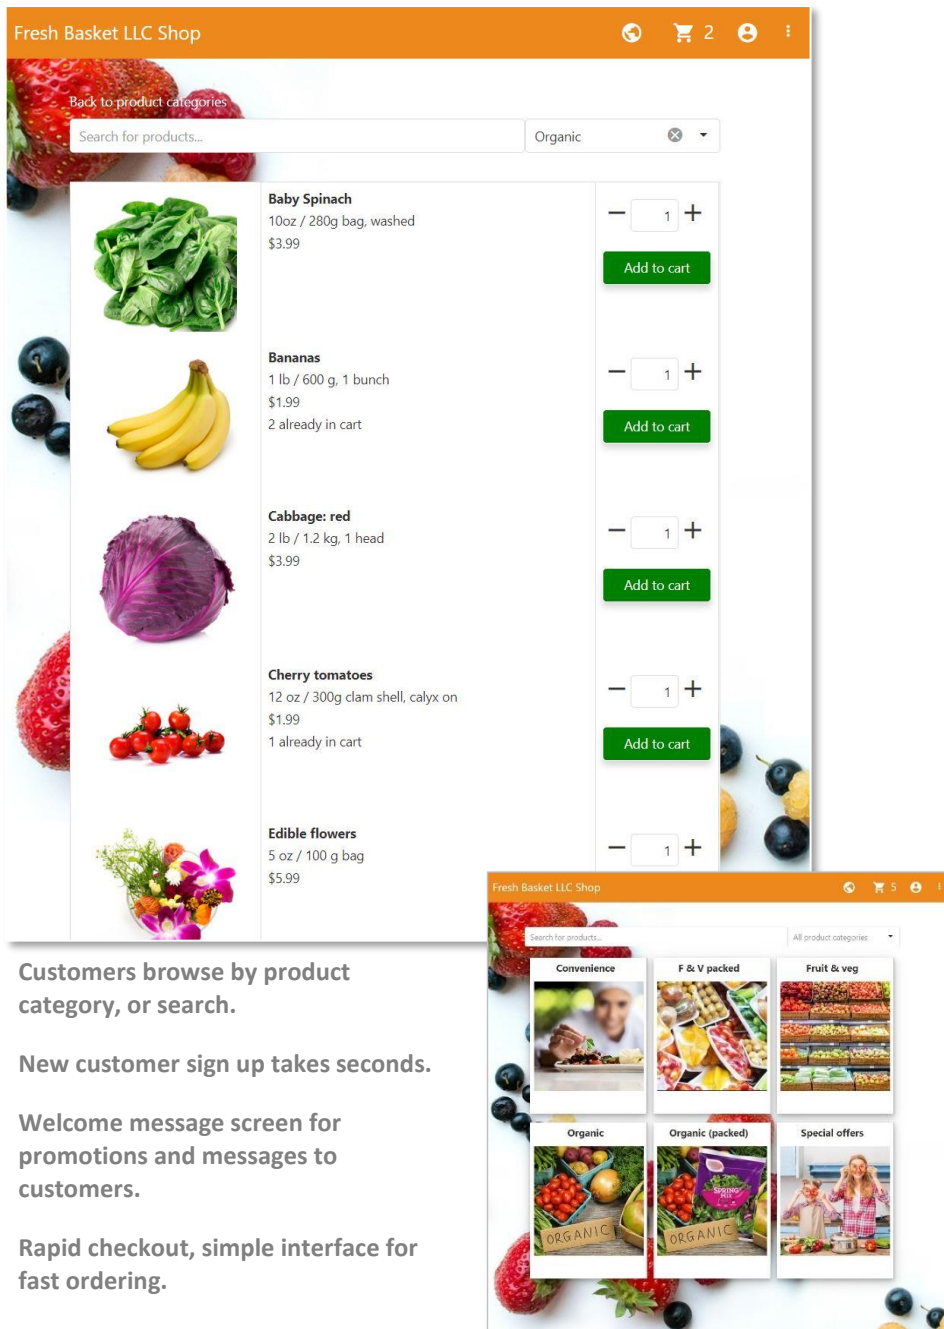 Fresh Basket LLC Shop
2
Back to product categories
Search for products...
Organic
Baby Spinach
10oz / 280g bag, washed
$3.99
1
Add to cart
Bananas
1 lb / 600 g, 1 bunch
$1.99
2 already in cart
1
Add to cart
Cabbage: red
2 lb / 1.2 kg, 1 head
$3.99
1
Add to cart
Cherry tomatoes
12 oz / 300g clam shell, calyx on
$1.99
1 already in cart
1
Add to cart
Edible flowers
5 oz / 100 g bag
$5.99
1
Fresh Basket LLC Shop
5
Search for products...
All product categories
Convenience
F & V packed
Fruit & veg
Organic
Organic (packed)
Special offers
ORGANIC
SPRING
MIX
ORGANIC
Customers browse by product
category, or search.
New customer sign up takes seconds.
Welcome message screen for
promotions and messages to
customers.
Rapid checkout, simple interface for
fast ordering.